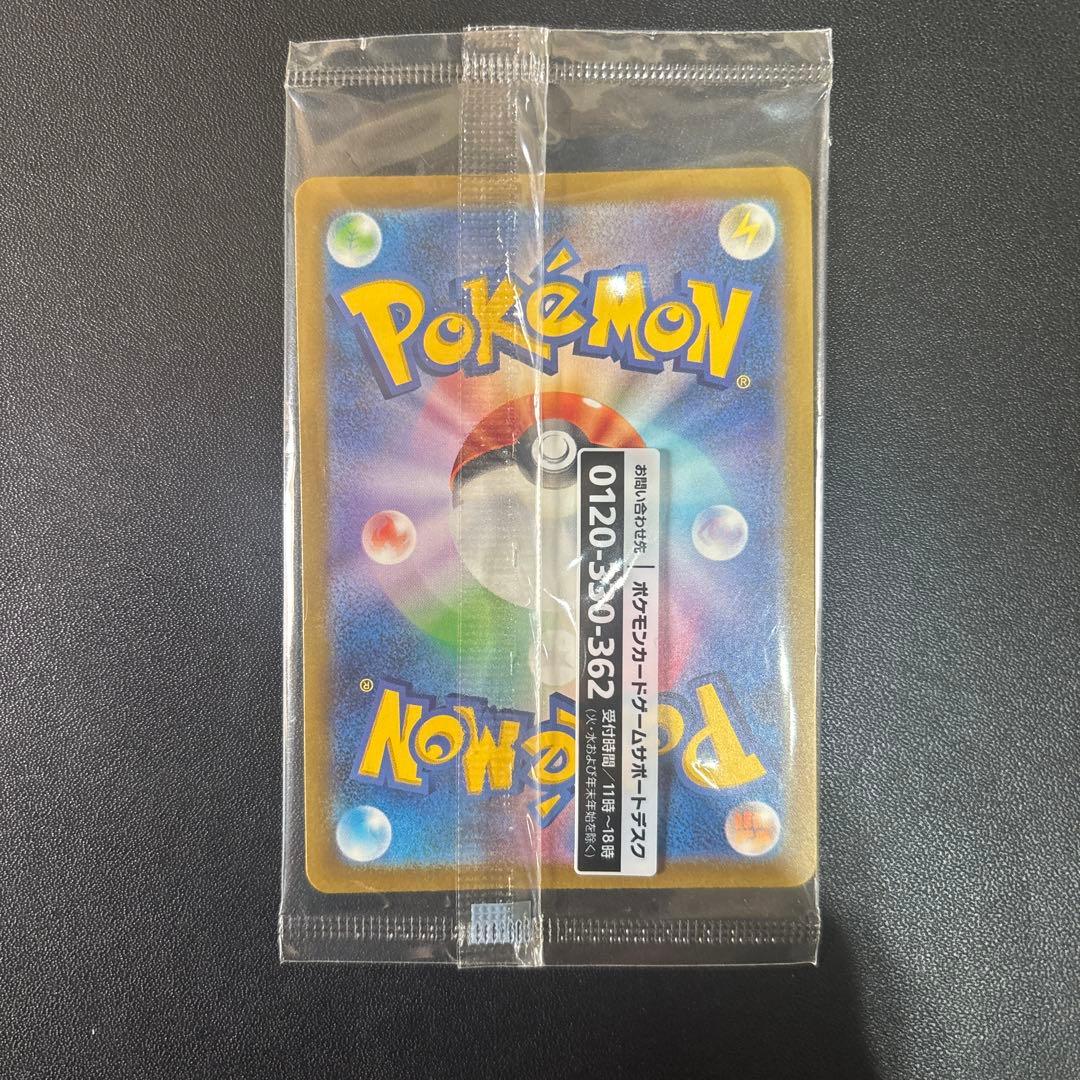 POKéMON
®
お問い合わせ先 | ポケモンカードゲームサポートデスク
0120-330-362 受付時間／11時～18時
(火・水および年末年始を除く)
POKéMON
®